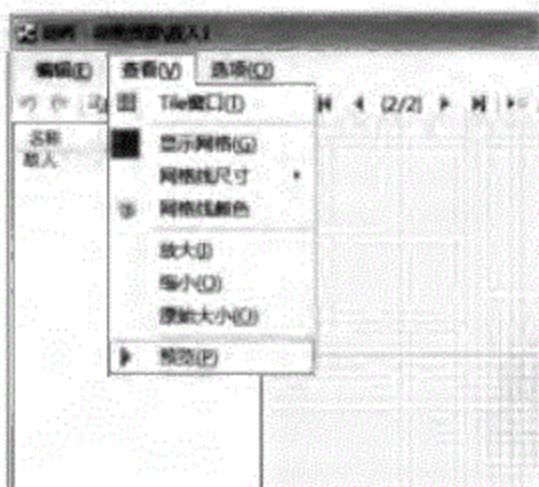 编辑(E) 查看(V) 选项(O)
Tile窗口(T)
(2/2)
显示网格(G)
网格线尺寸
网格线颜色
放大(I)
缩小(O)
原始大小(O)
预览(P)
名称
敌人